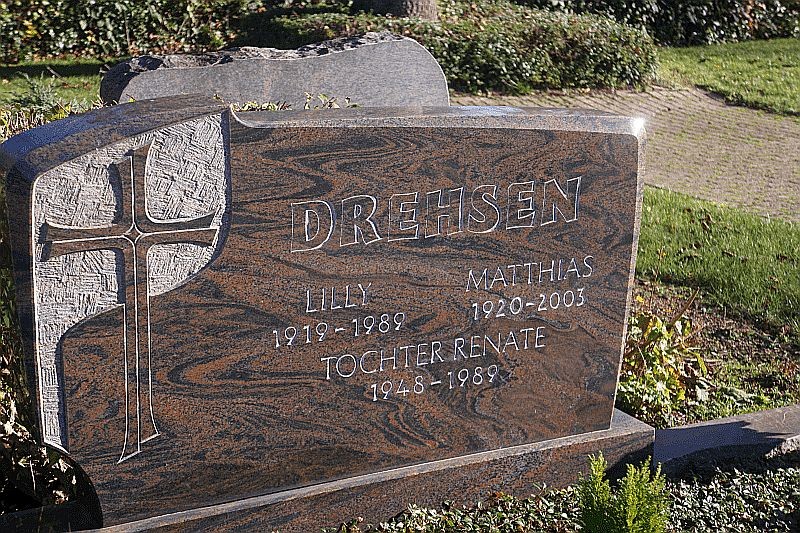 DREHSEN
LILLY MATTHIAS
1919-1989 1920-2003
TOCHTER RENATE
1948-1989